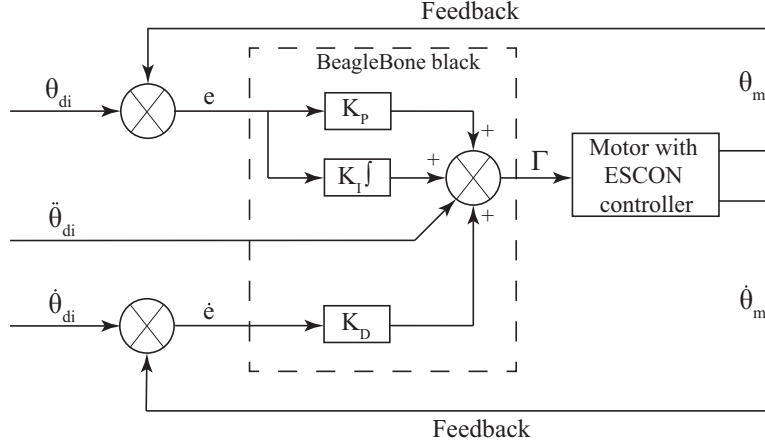 Feedback
BeagleBone black
θdi
e
KP
+
θm
+
KI ∫
Γ
Motor with
ESCON
controller
θ̈di
+
θ̇di
ė
KD
θ̇m
Feedback